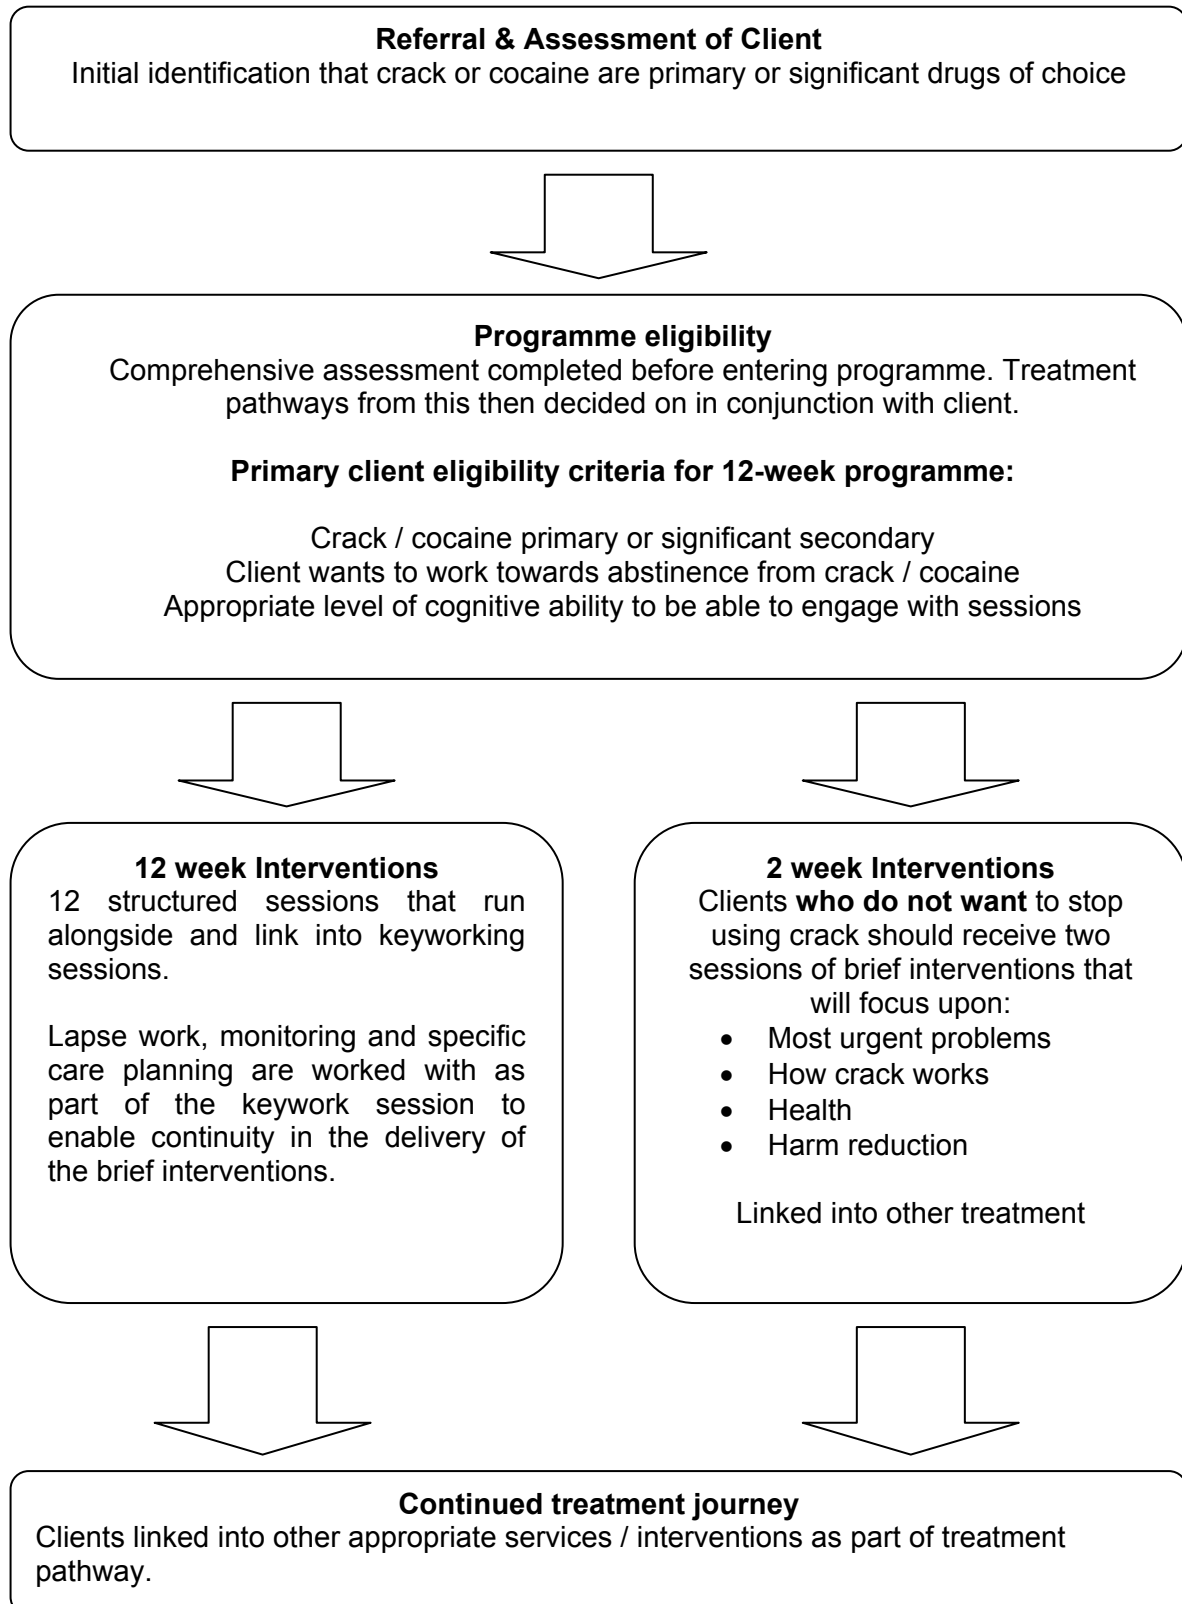 Referral & Assessment of Client
Initial identification that crack or cocaine are primary or significant drugs of choice
Programme eligibility
Comprehensive assessment completed before entering programme. Treatment
pathways from this then decided on in conjunction with client.
Primary client eligibility criteria for 12-week programme:
Crack / cocaine primary or significant secondary
Client wants to work towards abstinence from crack / cocaine
Appropriate level of cognitive ability to be able to engage with sessions
12 week Interventions
12 structured sessions that run
alongside and link into keyworking
sessions.
Lapse work, monitoring and specific
care planning are worked with as
part of the keywork session to
enable continuity in the delivery of
the brief interventions.
2 week Interventions
Clients who do not want to stop
using crack should receive two
sessions of brief interventions that
will focus upon:
• Most urgent problems
• How crack works
• Health
• Harm reduction
Linked into other treatment
Continued treatment journey
Clients linked into other appropriate services / interventions as part of treatment
pathway.